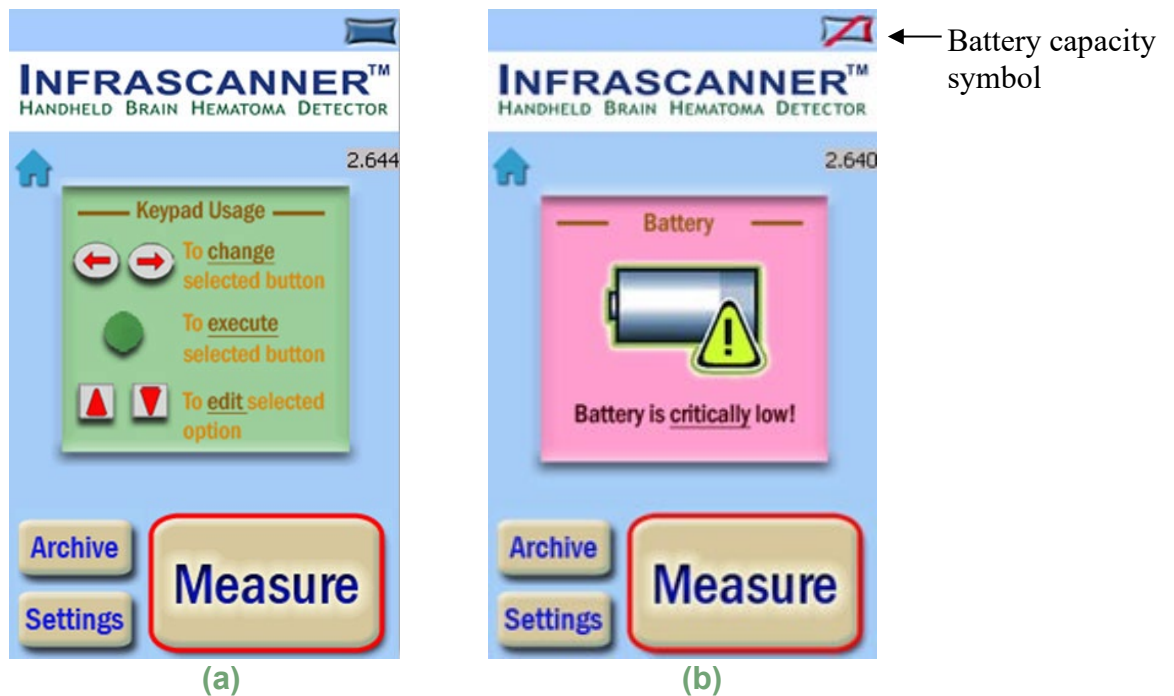 INFRASCANNER™
HANDHELD BRAIN HEMATOMA DETECTOR
2.644
Keypad Usage
To change
selected button
To execute
selected button
To edit selected
option
Archive
Settings
Measure
(a)
INFRASCANNER™
HANDHELD BRAIN HEMATOMA DETECTOR
2.640
Battery
Battery is critically low!
Archive
Settings
Measure
(b)
Battery capacity
symbol